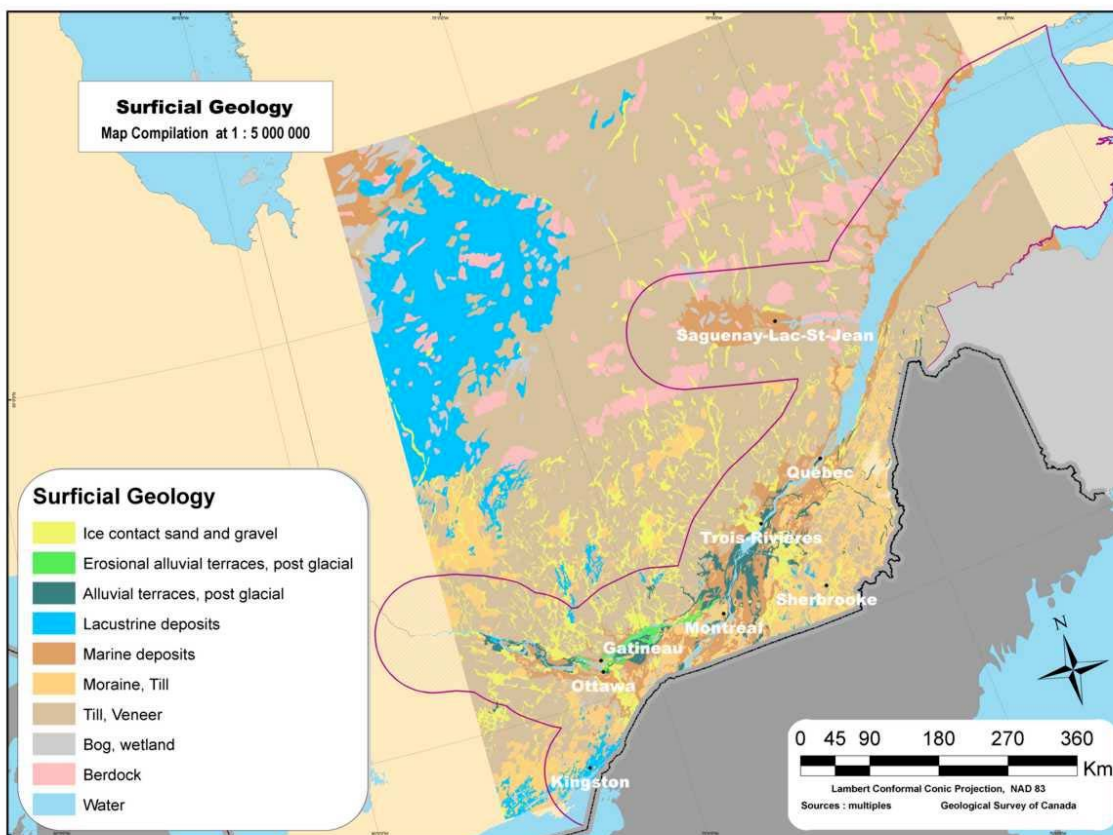 Surficial Geology
Map Compilation at 1 : 5 000 000
Saguenay-Lac-St-Jean
Québec
Trois-Rivières
Sherbrooke
Montréal
Gatineau
Ottawa
Kingston
Surficial Geology
Ice contact sand and gravel
Erosional alluvial terraces, post glacial
Alluvial terraces, post glacial
Lacustrine deposits
Marine deposits
Moraine, Till
Till, Veneer
Bog, wetland
Berdock
Water
N
0 45 90 180 270 360
Km
Lambert Conformal Conic Projection, NAD 83
Sources : multiples Geological Survey of Canada